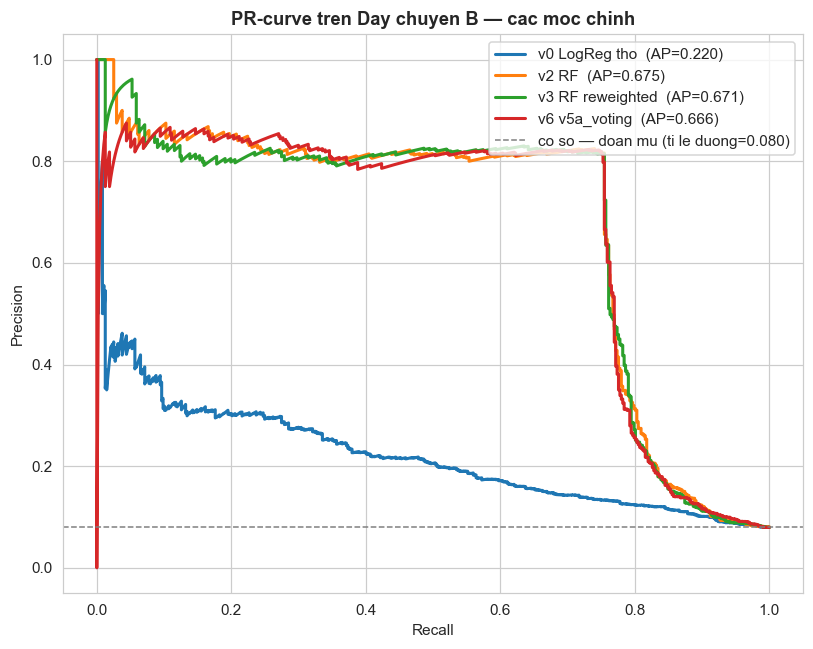 PR-curve tren Day chuyen B — cac moc chinh
v0 LogReg tho (AP=0.220)
v2 RF (AP=0.675)
v3 RF reweighted (AP=0.671)
v6 v5a_voting (AP=0.666)
co so — doan mu (ti le duong=0.080)
Precision
1.0
0.8
0.6
0.4
0.2
0.0
0.0 0.2 0.4 0.6 0.8 1.0
Recall